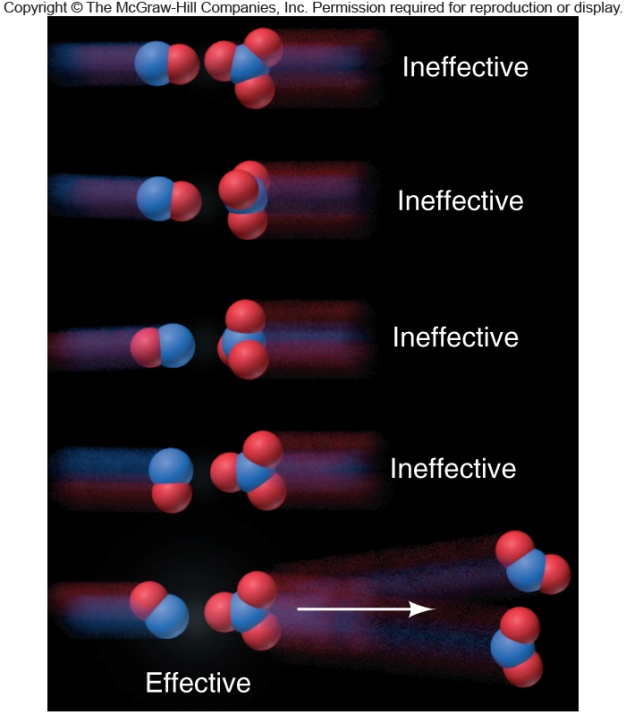 Copyright © The McGraw-Hill Companies, Inc. Permission required for reproduction or display.
Ineffective
Ineffective
Ineffective
Ineffective
Effective